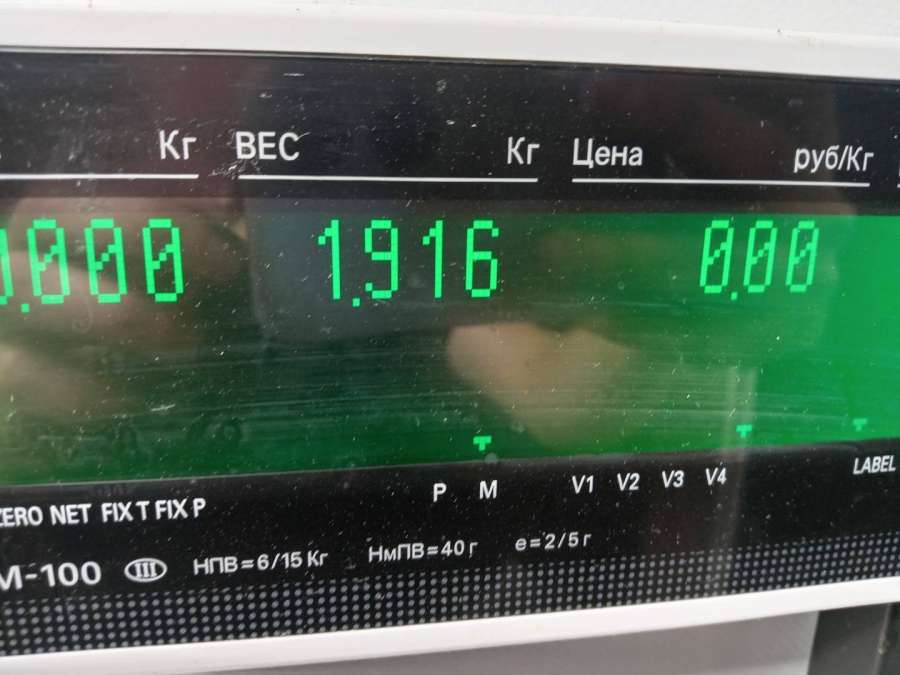 Кг ВЕС Кг Цена руб/Кг
0.000 1.916 0.00
ZERO NET FIX T FIX P P M V1 V2 V3 V4 LABEL
M-100 III НПВ=6/15 Кг НмПВ=40 г e=2/5 г